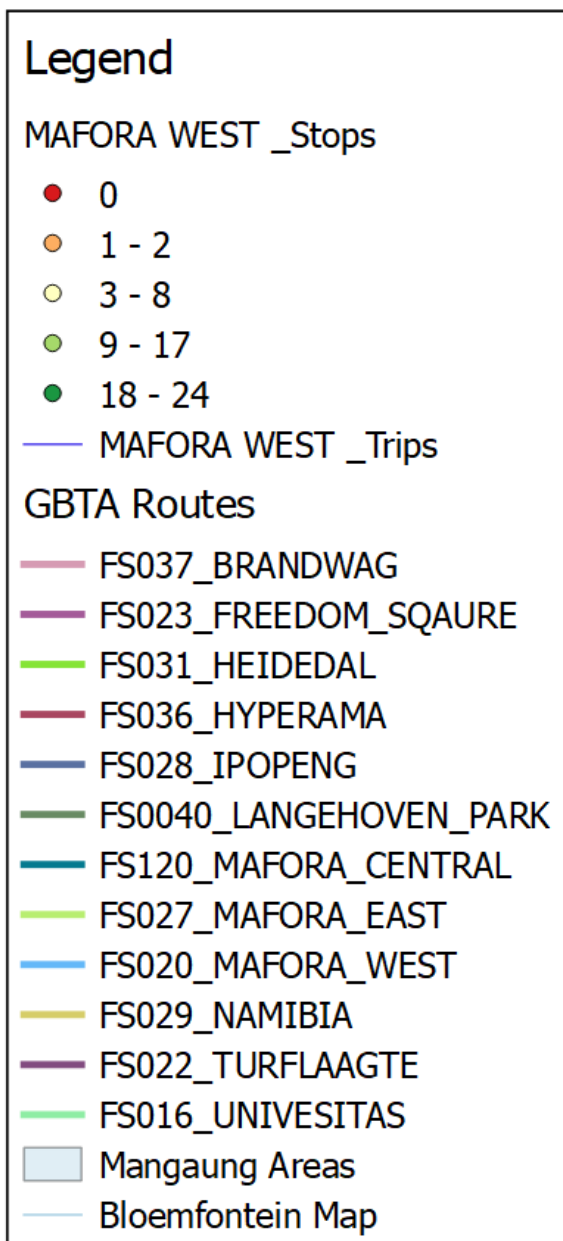 Legend
MAFORA WEST _Stops
0
1 - 2
3 - 8
9 - 17
18 - 24
MAFORA WEST _Trips
GBTA Routes
FS037_BRANDWAG
FS023_FREEDOM_SQAURE
FS031_HEIDEDAL
FS036_HYPERAMA
FS028_IPOPENG
FS0040_LANGEHOVEN_PARK
FS120_MAFORA_CENTRAL
FS027_MAFORA_EAST
FS020_MAFORA_WEST
FS029_NAMIBIA
FS022_TURFLAAGTE
FS016_UNIVESITAS
Mangaung Areas
Bloemfontein Map